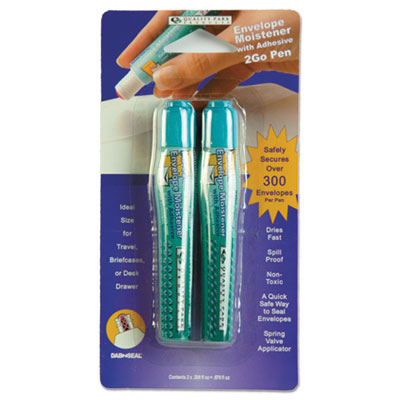 QUALITY PARK
PRODUCTS
Envelope
Moistener
with Adhesive
2Go Pen
Envelope Moistener
Envelope Moistener
Safely
Secures
Over
300
Envelopes
Per Pen
Ideal
Size
for
Travel,
Briefcases,
or Desk
Drawer
Dries
Fast
Spill
Proof
Non-
Toxic
A Quick
Safe Way
to Seal
Envelopes
Spring
Valve
Applicator
DAB•N•SEAL